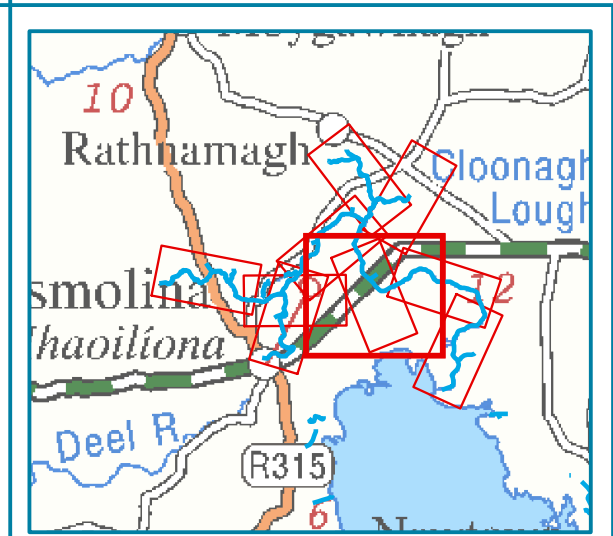 10
Rathnamagh
Cloonagh
Lough
smolina
12
haoilíona
Deel R.
R315
6